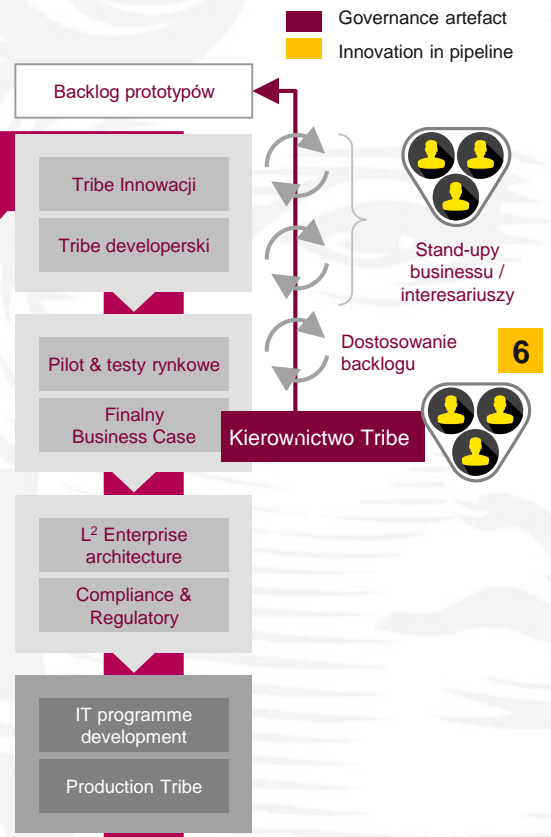 Governance artefact
Innovation in pipeline
Backlog prototypów
Tribe Innowacji
Tribe developerski
Stand-upy
businessu /
interesariuszy
Pilot & testy rynkowe
Finalny
Business Case
Dostosowanie
backlogu
6
Kierownictwo Tribe
L² Enterprise
architecture
Compliance &
Regulatory
IT programme
development
Production Tribe